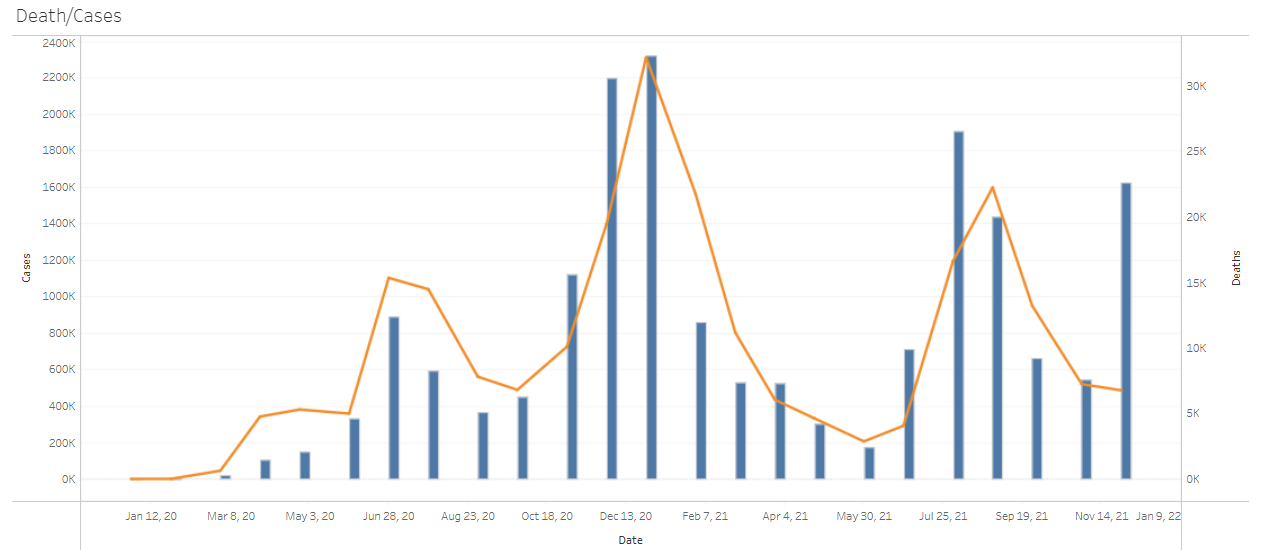 Death/Cases
2400K
2200K
2000K
1800K
1600K
1400K
1200K
1000K
800K
600K
400K
200K
0K
Cases
30K
25K
20K
15K
10K
5K
0K
Deaths
Jan 12, 20 Mar 8, 20 May 3, 20 Jun 28, 20 Aug 23, 20 Oct 18, 20 Dec 13, 20 Feb 7, 21 Apr 4, 21 May 30, 21 Jul 25, 21 Sep 19, 21 Nov 14, 21 Jan 9, 22
Date